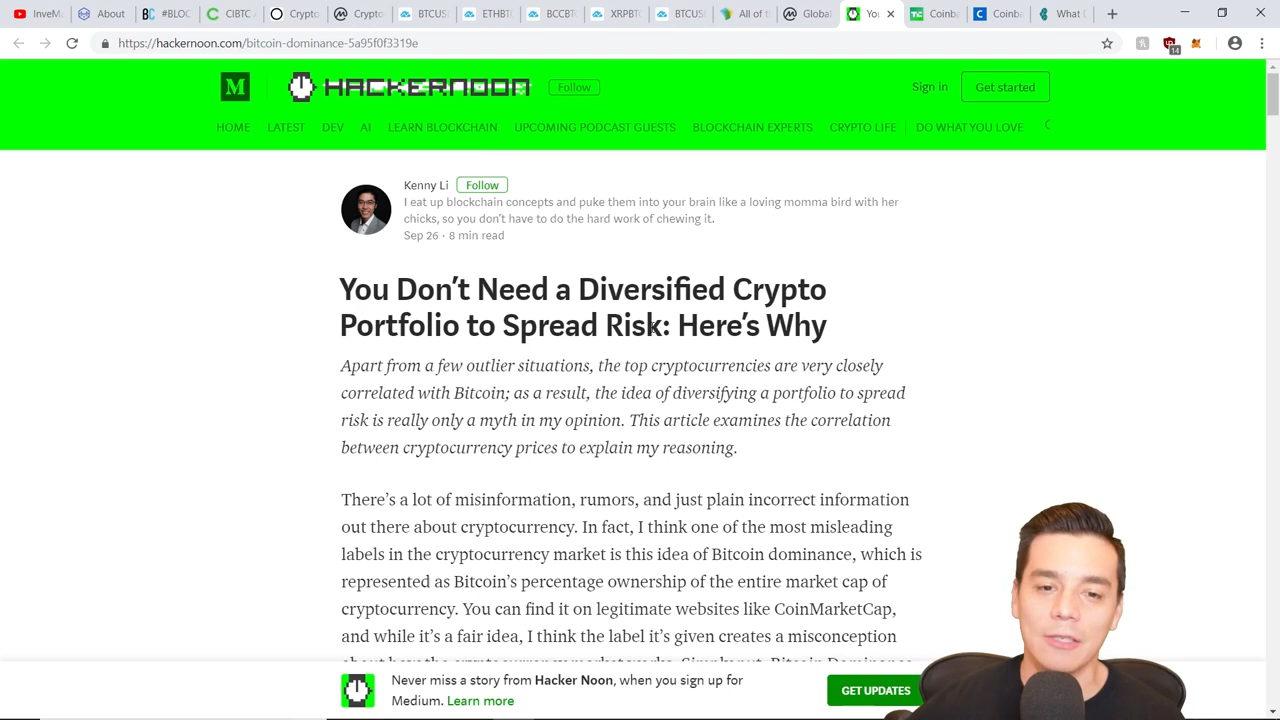 InveM
About
#BLOC
CIBTC
Crypto
Crypto
BTCUS
ETHBT
BCCBT
XRPBT
BTCUS
All of t
Global
You
Coinba
Coinb
What D
https://hackernoon.com/bitcoin-dominance-5a95f0f3319e
14
M
HACKERNOON
Follow
Sign in
Get started
HOME LATEST DEV AI LEARN BLOCKCHAIN UPCOMING PODCAST GUESTS BLOCKCHAIN EXPERTS CRYPTO LIFE DO WHAT YOU LOVE
Kenny Li Follow
I eat up blockchain concepts and puke them into your brain like a loving momma bird with her
chicks, so you don't have to do the hard work of chewing it.
Sep 26 · 8 min read
You Don't Need a Diversified Crypto
Portfolio to Spread Risk: Here's Why
Apart from a few outlier situations, the top cryptocurrencies are very closely
correlated with Bitcoin; as a result, the idea of diversifying a portfolio to spread
risk is really only a myth in my opinion. This article examines the correlation
between cryptocurrency prices to explain my reasoning.
There's a lot of misinformation, rumors, and just plain incorrect information
out there about cryptocurrency. In fact, I think one of the most misleading
labels in the cryptocurrency market is this idea of Bitcoin dominance, which is
represented as Bitcoin's percentage ownership of the entire market cap of
cryptocurrency. You can find it on legitimate websites like CoinMarketCap,
and while it's a fair idea, I think the label it's given creates a misconception
Never miss a story from Hacker Noon, when you sign up for
Medium. Learn more
GET UPDATES